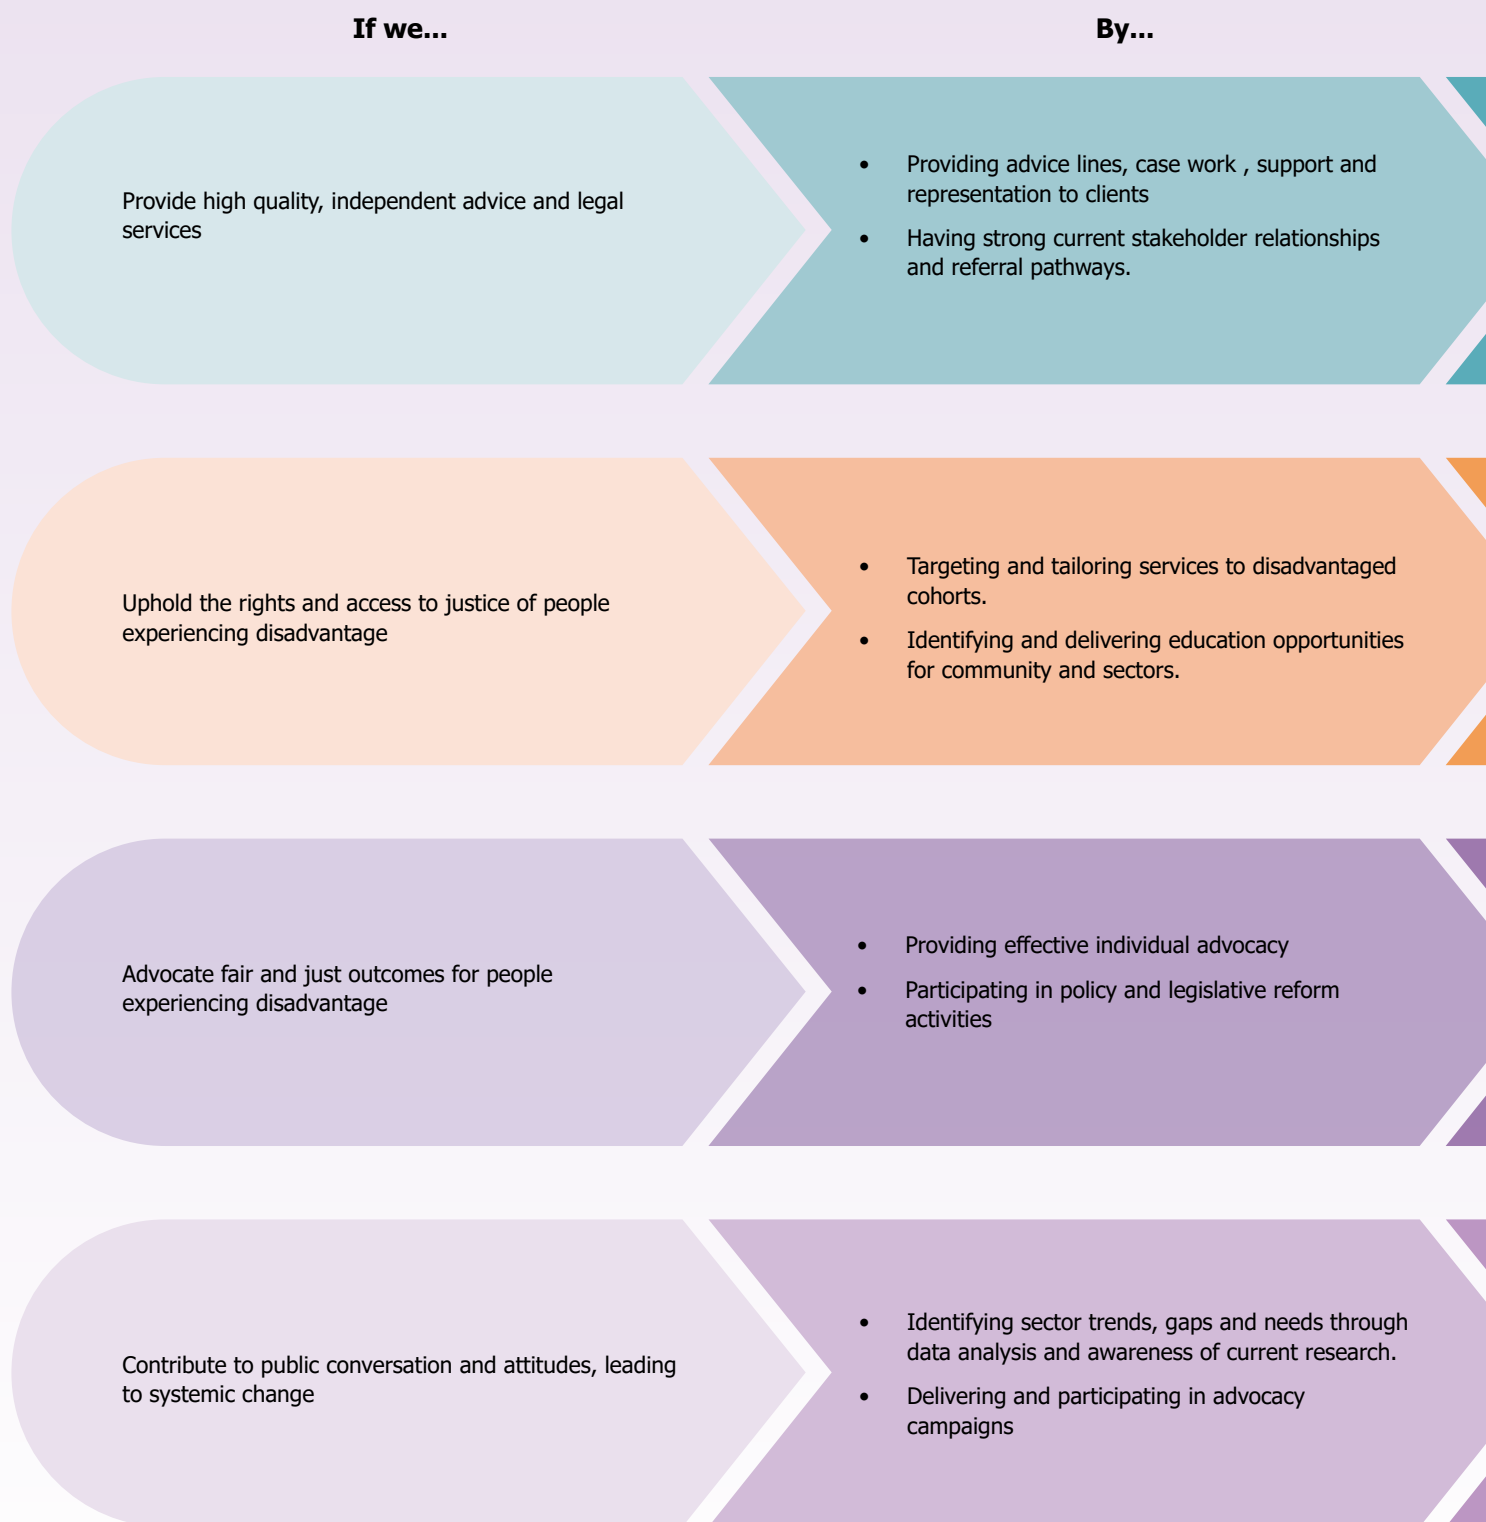 If we...
By...
Provide high quality, independent advice and legal
services
• Providing advice lines, case work , support and
representation to clients
• Having strong current stakeholder relationships
and referral pathways.
Uphold the rights and access to justice of people
experiencing disadvantage
• Targeting and tailoring services to disadvantaged
cohorts.
• Identifying and delivering education opportunities
for community and sectors.
Advocate fair and just outcomes for people
experiencing disadvantage
• Providing effective individual advocacy
• Participating in policy and legislative reform
activities
Contribute to public conversation and attitudes, leading
to systemic change
• Identifying sector trends, gaps and needs through
data analysis and awareness of current research.
• Delivering and participating in advocacy
campaigns